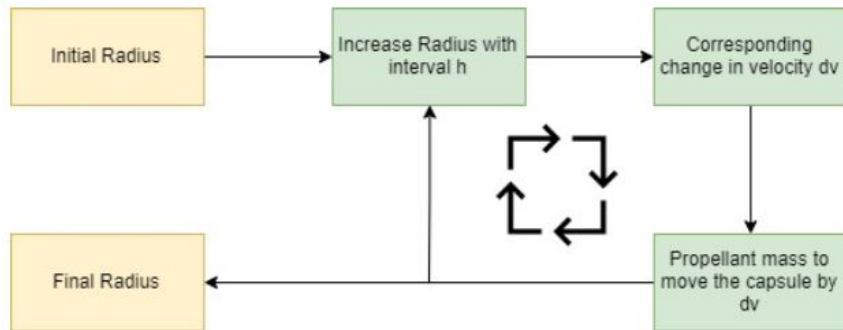 Initial Radius
Increase Radius with
interval h
Corresponding
change in velocity dv
Final Radius
Propellant mass to
move the capsule by
dv